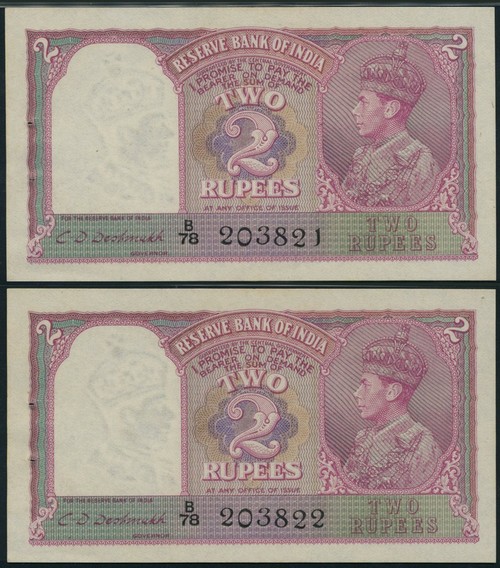 2
RESERVE BANK OF INDIA
2
I PROMISE TO PAY THE
BEARER ON DEMAND
THE SUM OF
TWO
2
RUPEES
AT ANY OFFICE OF ISSUE
FOR THE RESERVE BANK OF INDIA
C D Deshmukh
GOVERNOR
B/78 203821
TWO
RUPEES
2
RESERVE BANK OF INDIA
2
I PROMISE TO PAY THE
BEARER ON DEMAND
THE SUM OF
TWO
2
RUPEES
AT ANY OFFICE OF ISSUE
FOR THE RESERVE BANK OF INDIA
C D Deshmukh
GOVERNOR
B/78 203822
TWO
RUPEES